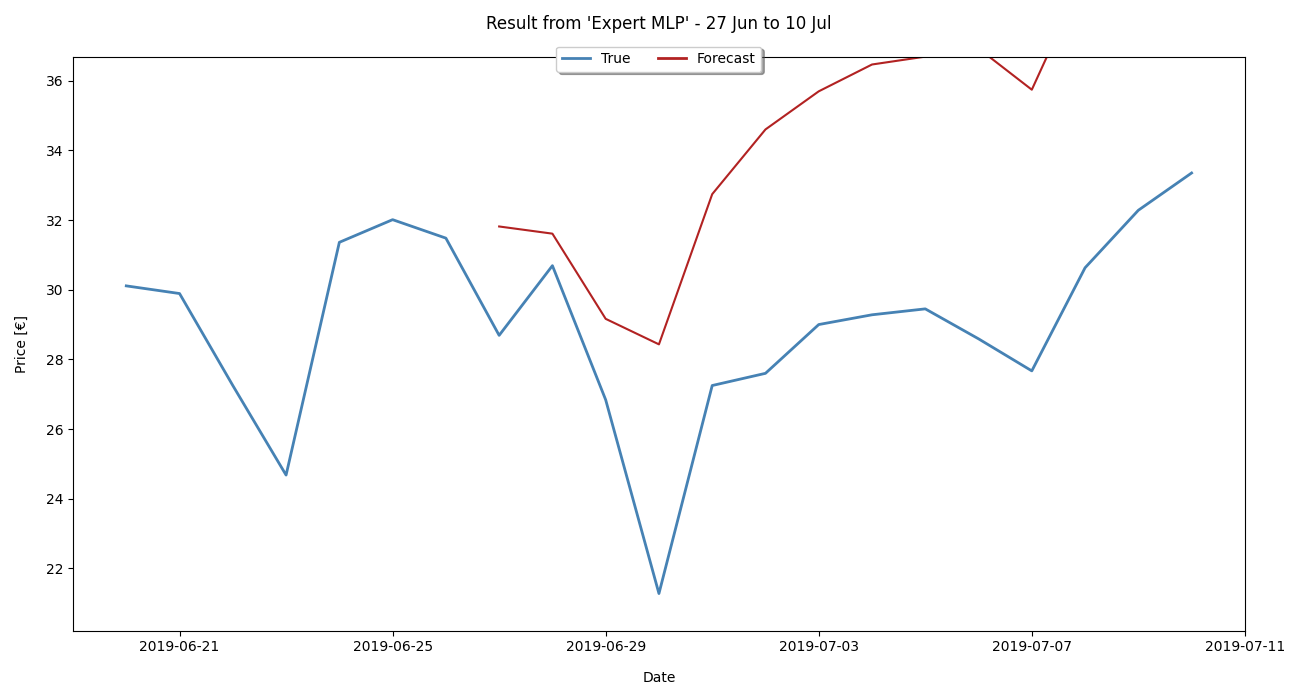 Result from 'Expert MLP' - 27 Jun to 10 Jul
True Forecast
36
34
32
30
28
26
24
22
Price [€]
2019-06-21 2019-06-25 2019-06-29 2019-07-03 2019-07-07 2019-07-11
Date